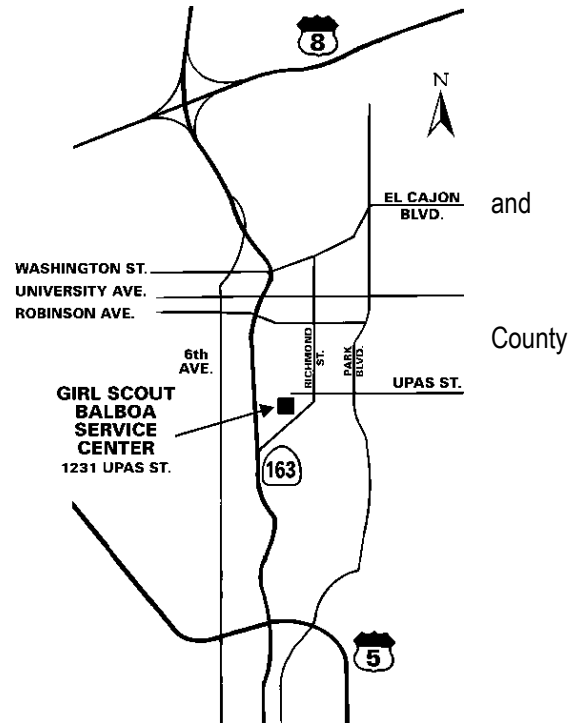 8
N
EL CAJON
BLVD.
and
WASHINGTON ST.
UNIVERSITY AVE.
ROBINSON AVE.
County
6th
AVE.
RICHMOND
ST.
PARK
BLVD.
UPAS ST.
GIRL SCOUT
BALBOA
SERVICE
CENTER
1231 UPAS ST.
163
5